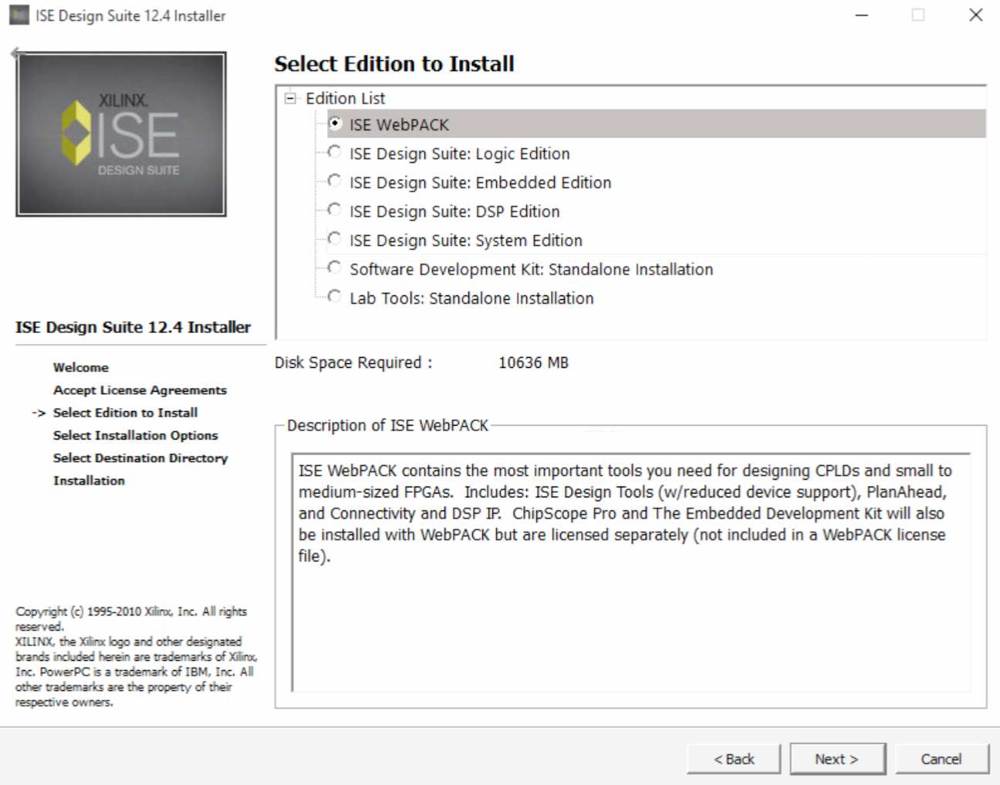 ISE Design Suite 12.4 Installer
XILINX.
ISE
DESIGN SUITE
Select Edition to Install
Edition List
ISE WebPACK
ISE Design Suite: Logic Edition
ISE Design Suite: Embedded Edition
ISE Design Suite: DSP Edition
ISE Design Suite: System Edition
Software Development Kit: Standalone Installation
Lab Tools: Standalone Installation
ISE Design Suite 12.4 Installer
Welcome
Accept License Agreements
-> Select Edition to Install
Select Installation Options
Select Destination Directory
Installation
Disk Space Required : 10636 MB
Description of ISE WebPACK
ISE WebPACK contains the most important tools you need for designing CPLDs and small to
medium-sized FPGAs. Includes: ISE Design Tools (w/reduced device support), PlanAhead,
and Connectivity and DSP IP. ChipScope Pro and The Embedded Development Kit will also
be installed with WebPACK but are licensed separately (not included in a WebPACK license
file).
Copyright (c) 1995-2010 Xilinx, Inc. All rights
reserved.
XILINX, the Xilinx logo and other designated
brands included herein are trademarks of Xilinx,
Inc. PowerPC is a trademark of IBM, Inc. All
other trademarks are the property of their
respective owners.
< Back
Next >
Cancel